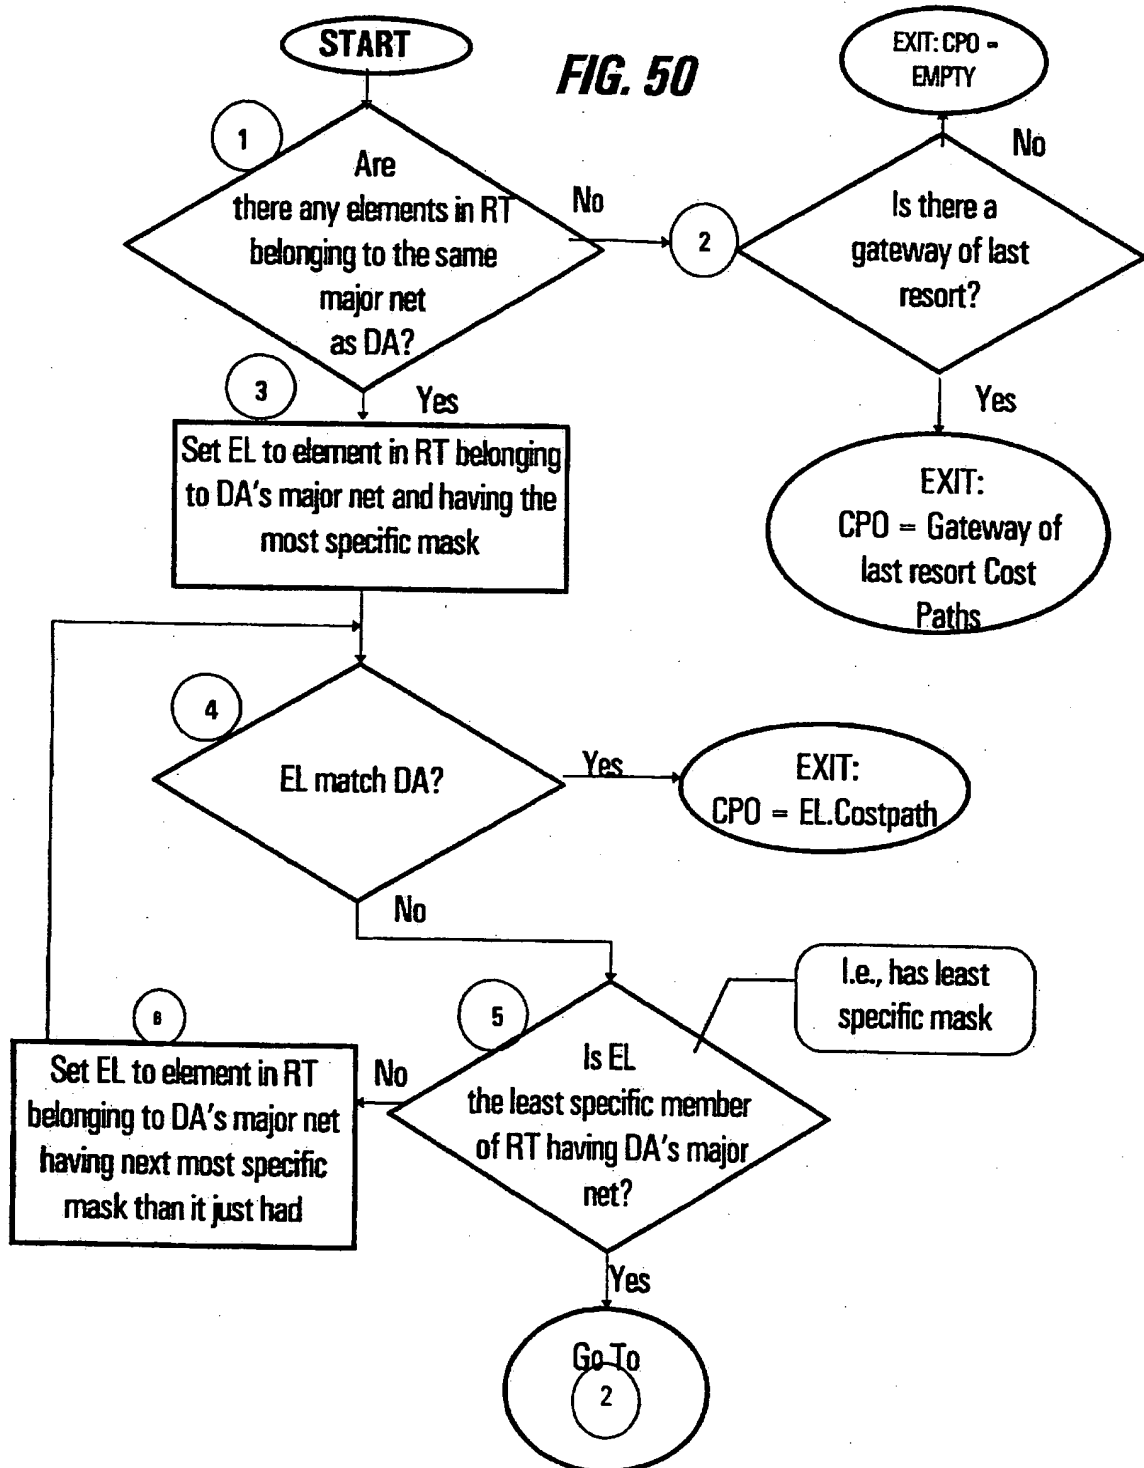 START
FIG. 50
EXIT: CPO =
EMPTY
1
Are
there any elements in RT
belonging to the same
major net
as DA?
No
2
Is there a
gateway of last
resort?
No
Yes
EXIT:
CPO = Gateway of
last resort Cost
Paths
3
Yes
Set EL to element in RT belonging
to DA's major net and having the
most specific mask
4
EL match DA?
Yes
EXIT:
CPO = EL.Costpath
No
I.e., has least
specific mask
5
Is EL
the least specific member
of RT having DA's major
net?
No
6
Set EL to element in RT
belonging to DA's major net
having next most specific
mask than it just had
Yes
Go To
2